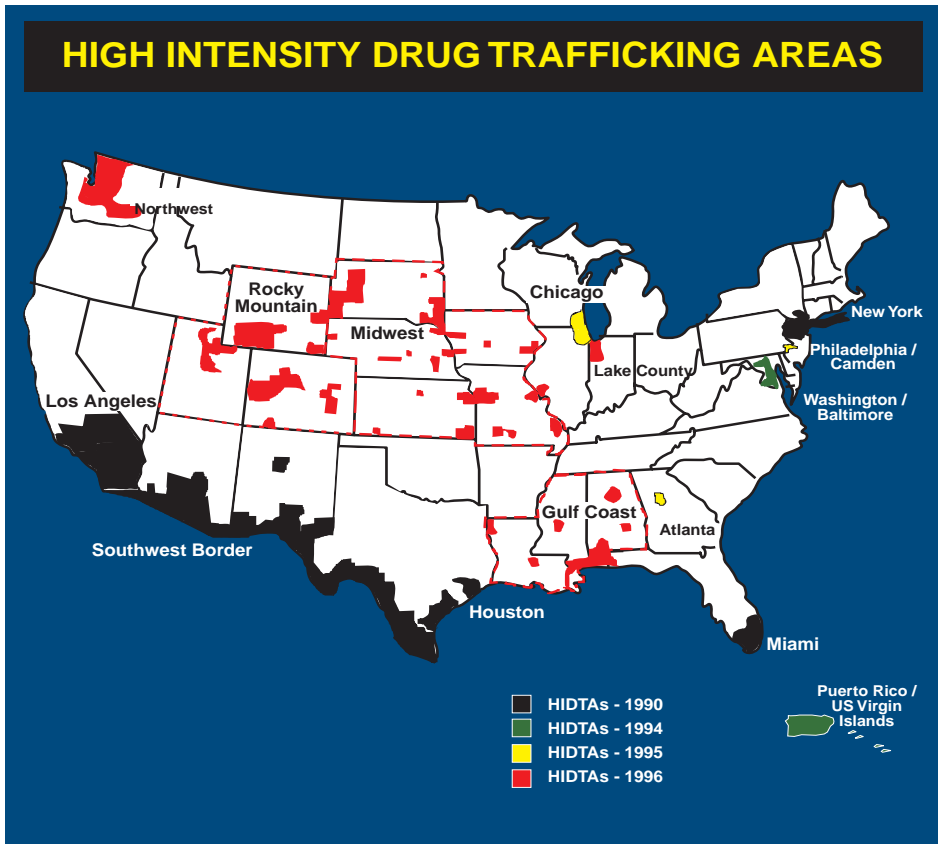 HIGH INTENSITY DRUG TRAFFICKING AREAS
Northwest
Rocky
Mountain
Chicago
Midwest
New York
Philadelphia /
Camden
Lake County
Los Angeles
Washington /
Baltimore
Gulf Coast
Atlanta
Southwest Border
Houston
Miami
Puerto Rico /
US Virgin
Islands
HIDTAs - 1990
HIDTAs - 1994
HIDTAs - 1995
HIDTAs - 1996